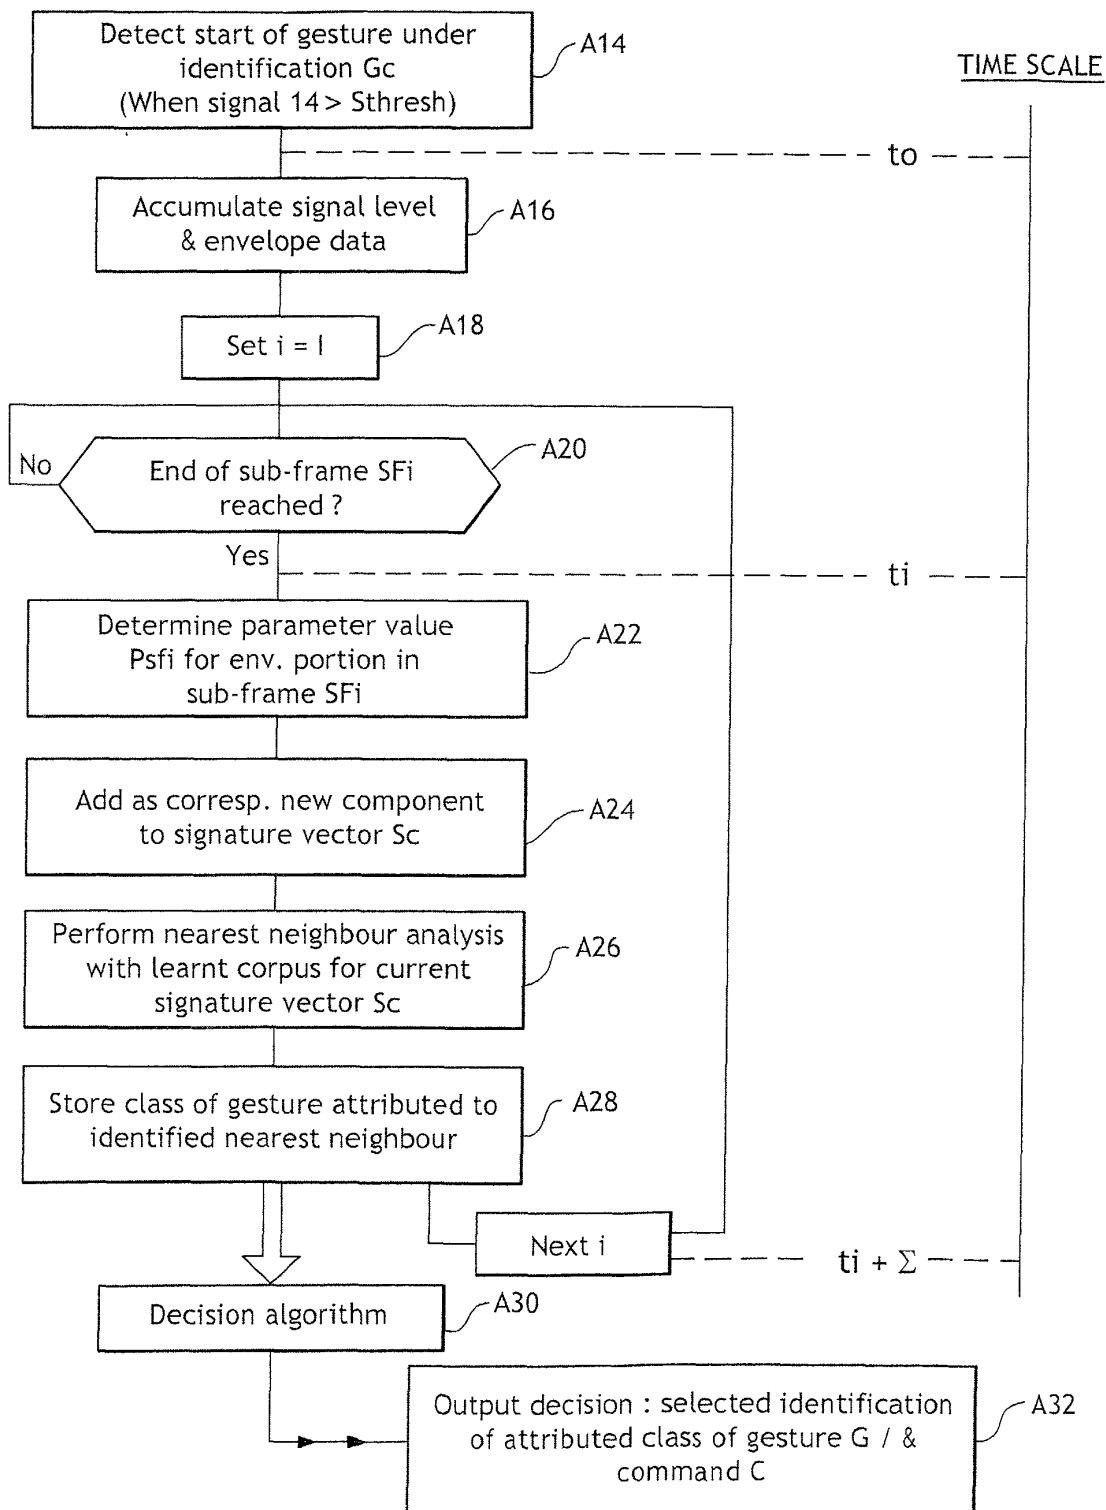 Detect start of gesture under
identification Gc
(When signal 14 > Sthresh)
A14
TIME SCALE
to
Accumulate signal level
& envelope data
A16
Set i = I
A18
No
End of sub-frame SFi
reached ?
A20
Yes
ti
Determine parameter value
Psfi for env. portion in
sub-frame SFi
A22
Add as corresp. new component
to signature vector Sc
A24
Perform nearest neighbour analysis
with learnt corpus for current
signature vector Sc
A26
Store class of gesture attributed to
identified nearest neighbour
A28
Next i
ti + Σ
Decision algorithm
A30
Output decision : selected identification
of attributed class of gesture G / &
command C
A32